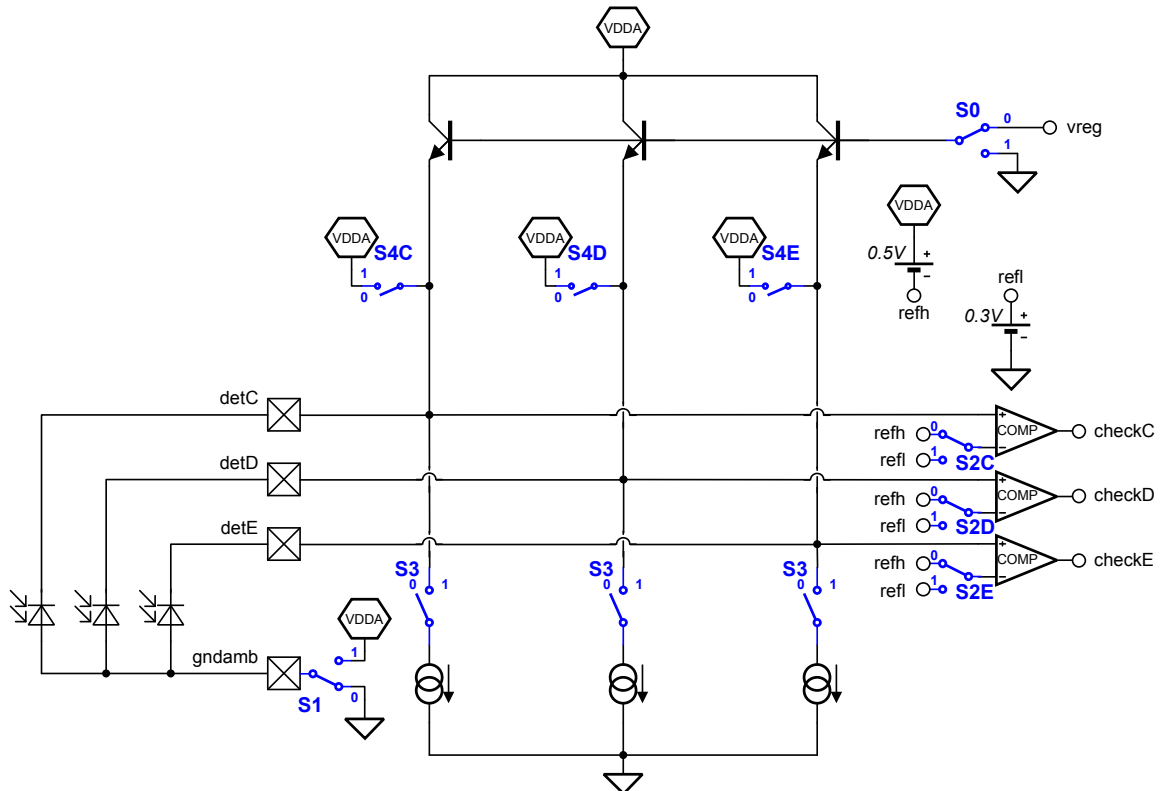 VDDA
S0
0
vreg
1
VDDA
VDDA
VDDA
VDDA
S4C
S4D
S4E
1
0
1
0
1
0
0.5V
+
−
refh
refl
0.3V
+
−
detC
+
COMP
−
checkC
refh
0
refl
1
S2C
detD
+
COMP
−
checkD
refh
0
refl
1
S2D
detE
+
COMP
−
checkE
refh
0
refl
1
S2E
S3
0
1
S3
0
1
S3
0
1
VDDA
gndamb
1
0
S1